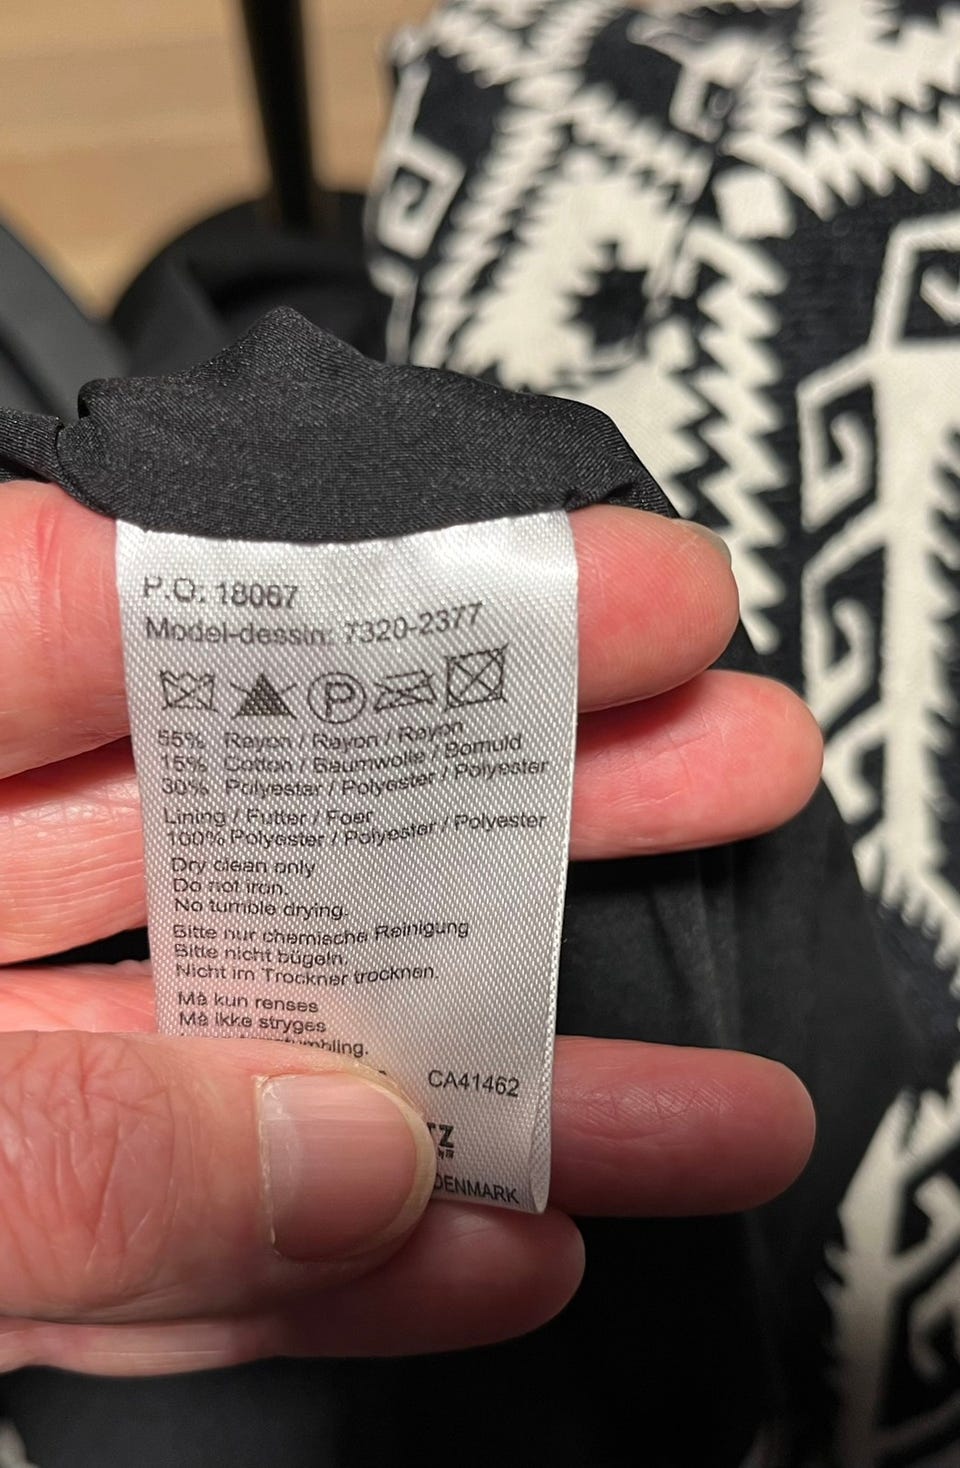 P.O: 18067
Model-dessin: 7320-2377
P
55% Rayon / Rayon / Rayon
15% Cotton / Baumwolle / Bomuld
30% Polyester / Polyester / Polyester
Lining / Futter / Foer
100% Polyester / Polyester / Polyester
Dry clean only
Do not iron.
No tumble drying.
Bitte nur chemische Reinigung
Bitte nicht bügeln.
Nicht im Trockner trocknen.
Må kun renses
Må ikke stryges
CA41462
DENMARK